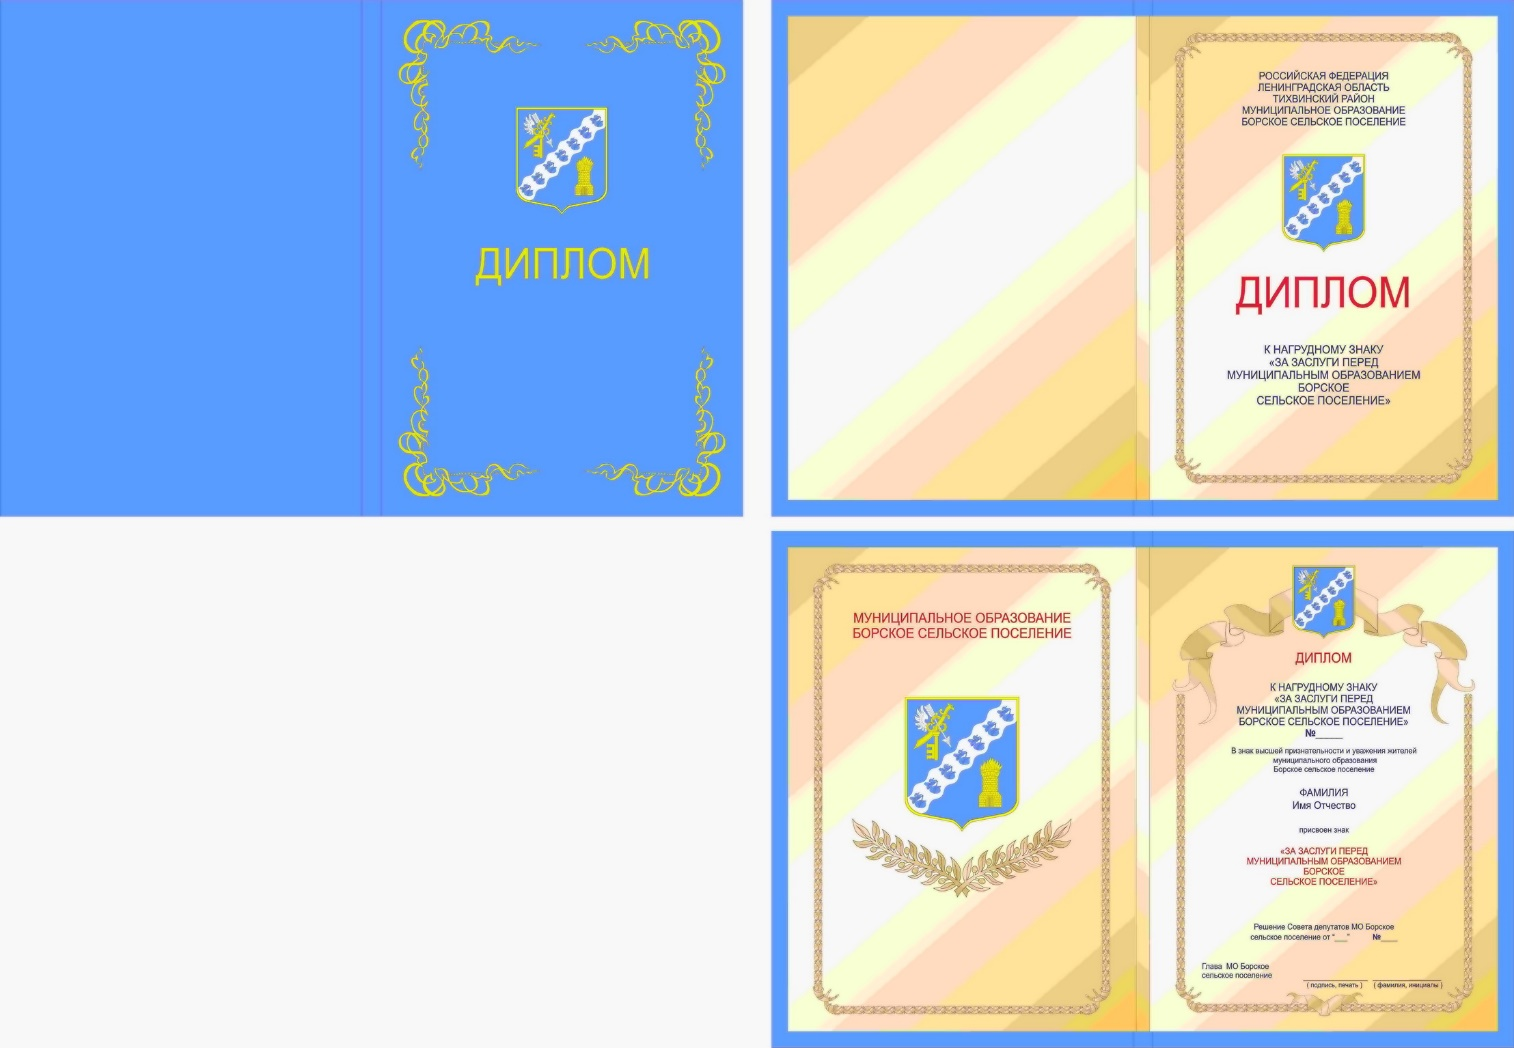 ДИПЛОМ
РОССИЙСКАЯ ФЕДЕРАЦИЯ
ЛЕНИНГРАДСКАЯ ОБЛАСТЬ
ТИХВИНСКИЙ РАЙОН
МУНИЦИПАЛЬНОЕ ОБРАЗОВАНИЕ
БОРСКОЕ СЕЛЬСКОЕ ПОСЕЛЕНИЕ
ДИПЛОМ
К НАГРУДНОМУ ЗНАКУ
«ЗА ЗАСЛУГИ ПЕРЕД
МУНИЦИПАЛЬНЫМ ОБРАЗОВАНИЕМ
БОРСКОЕ
СЕЛЬСКОЕ ПОСЕЛЕНИЕ»
МУНИЦИПАЛЬНОЕ ОБРАЗОВАНИЕ
БОРСКОЕ СЕЛЬСКОЕ ПОСЕЛЕНИЕ
ДИПЛОМ
К НАГРУДНОМУ ЗНАКУ
«ЗА ЗАСЛУГИ ПЕРЕД
МУНИЦИПАЛЬНЫМ ОБРАЗОВАНИЕМ
БОРСКОЕ СЕЛЬСКОЕ ПОСЕЛЕНИЕ»
№_____
В знак высшей признательности и уважения жителей
муниципального образования
Борское сельское поселение
ФАМИЛИЯ
Имя Отчество
присвоен знак
«ЗА ЗАСЛУГИ ПЕРЕД
МУНИЦИПАЛЬНЫМ ОБРАЗОВАНИЕМ
БОРСКОЕ
СЕЛЬСКОЕ ПОСЕЛЕНИЕ»
Решение Совета депутатов МО Борское
сельское поселение от "___" №____
Глава МО Борское
сельское поселение
( подпись, печать ) ( фамилия, инициалы )